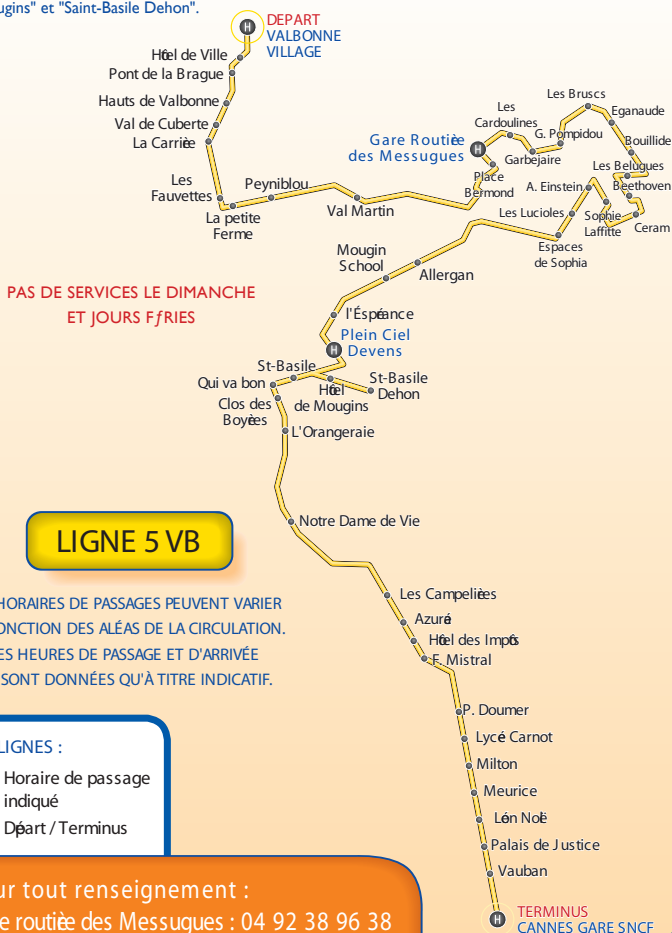 ougins" et "Saint-Basile Dehon".
DEPART
VALBONNE
VILLAGE
Hôtel de Ville
Pont de la Brague
Hauts de Valbonne
Val de Cuberte
La Carrière
Les
Fauvettes
La petite
Ferme
Peyniblou
Val Martin
Gare Routière
des Messugues
Place
Bermond
Les
Cardoulines
Garbejaire
G. Pompidou
Les Bruscs
Eganaude
Bouillide
Les Belugues
Beethoven
Ceram
Sophie
Laffitte
A. Einstein
Les Lucioles
Espaces
de Sophia
Allergan
Mougin
School
l'Éspérance
Plein Ciel
Devens
St-Basile
Hôtel
de Mougins
St-Basile
Dehon
Qui va bon
Clos des
Boyères
L'Orangeraie
Notre Dame de Vie
Les Campelières
Azuréa
Hôtel des Impôts
F. Mistral
P. Doumer
Lycée Carnot
Milton
Meurice
Léon Noël
Palais de Justice
Vauban
TERMINUS
CANNES GARE SNCF
PAS DE SERVICES LE DIMANCHE
ET JOURS FƒRIES
LIGNE 5 VB
HORAIRES DE PASSAGES PEUVENT VARIER
ONCTION DES ALÉAS DE LA CIRCULATION.
ES HEURES DE PASSAGE ET D'ARRIVÉE
SONT DONNÉES QU'À TITRE INDICATIF.
LIGNES :
Horaire de passage
indiqué
Départ / Terminus
ur tout renseignement :
e routière des Messugues : 04 92 38 96 38